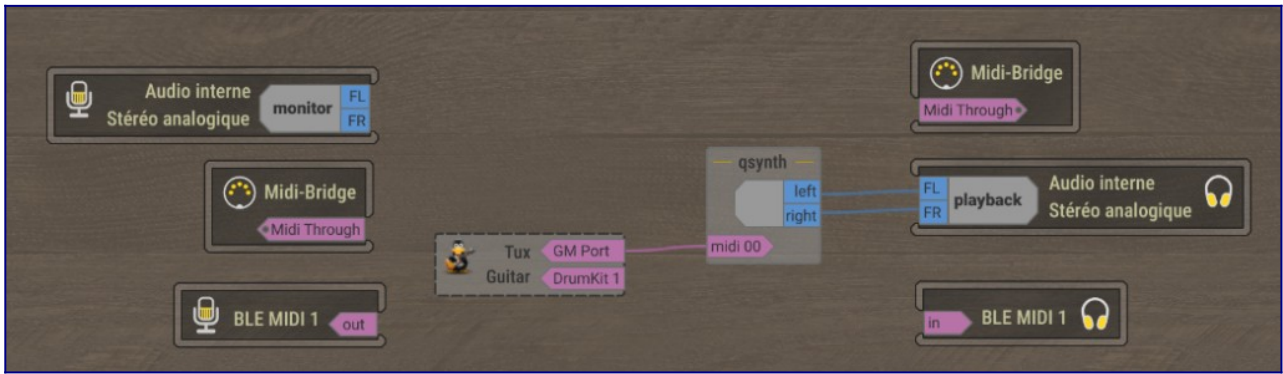 Audio interne
Stéréo analogique
monitor
FL
FR
Midi-Bridge
Midi Through
BLE MIDI 1
out
Tux
Guitar
GM Port
DrumKit 1
qsynth
left
right
midi 00
Midi-Bridge
Midi Through
FL
FR
playback
Audio interne
Stéréo analogique
in
BLE MIDI 1